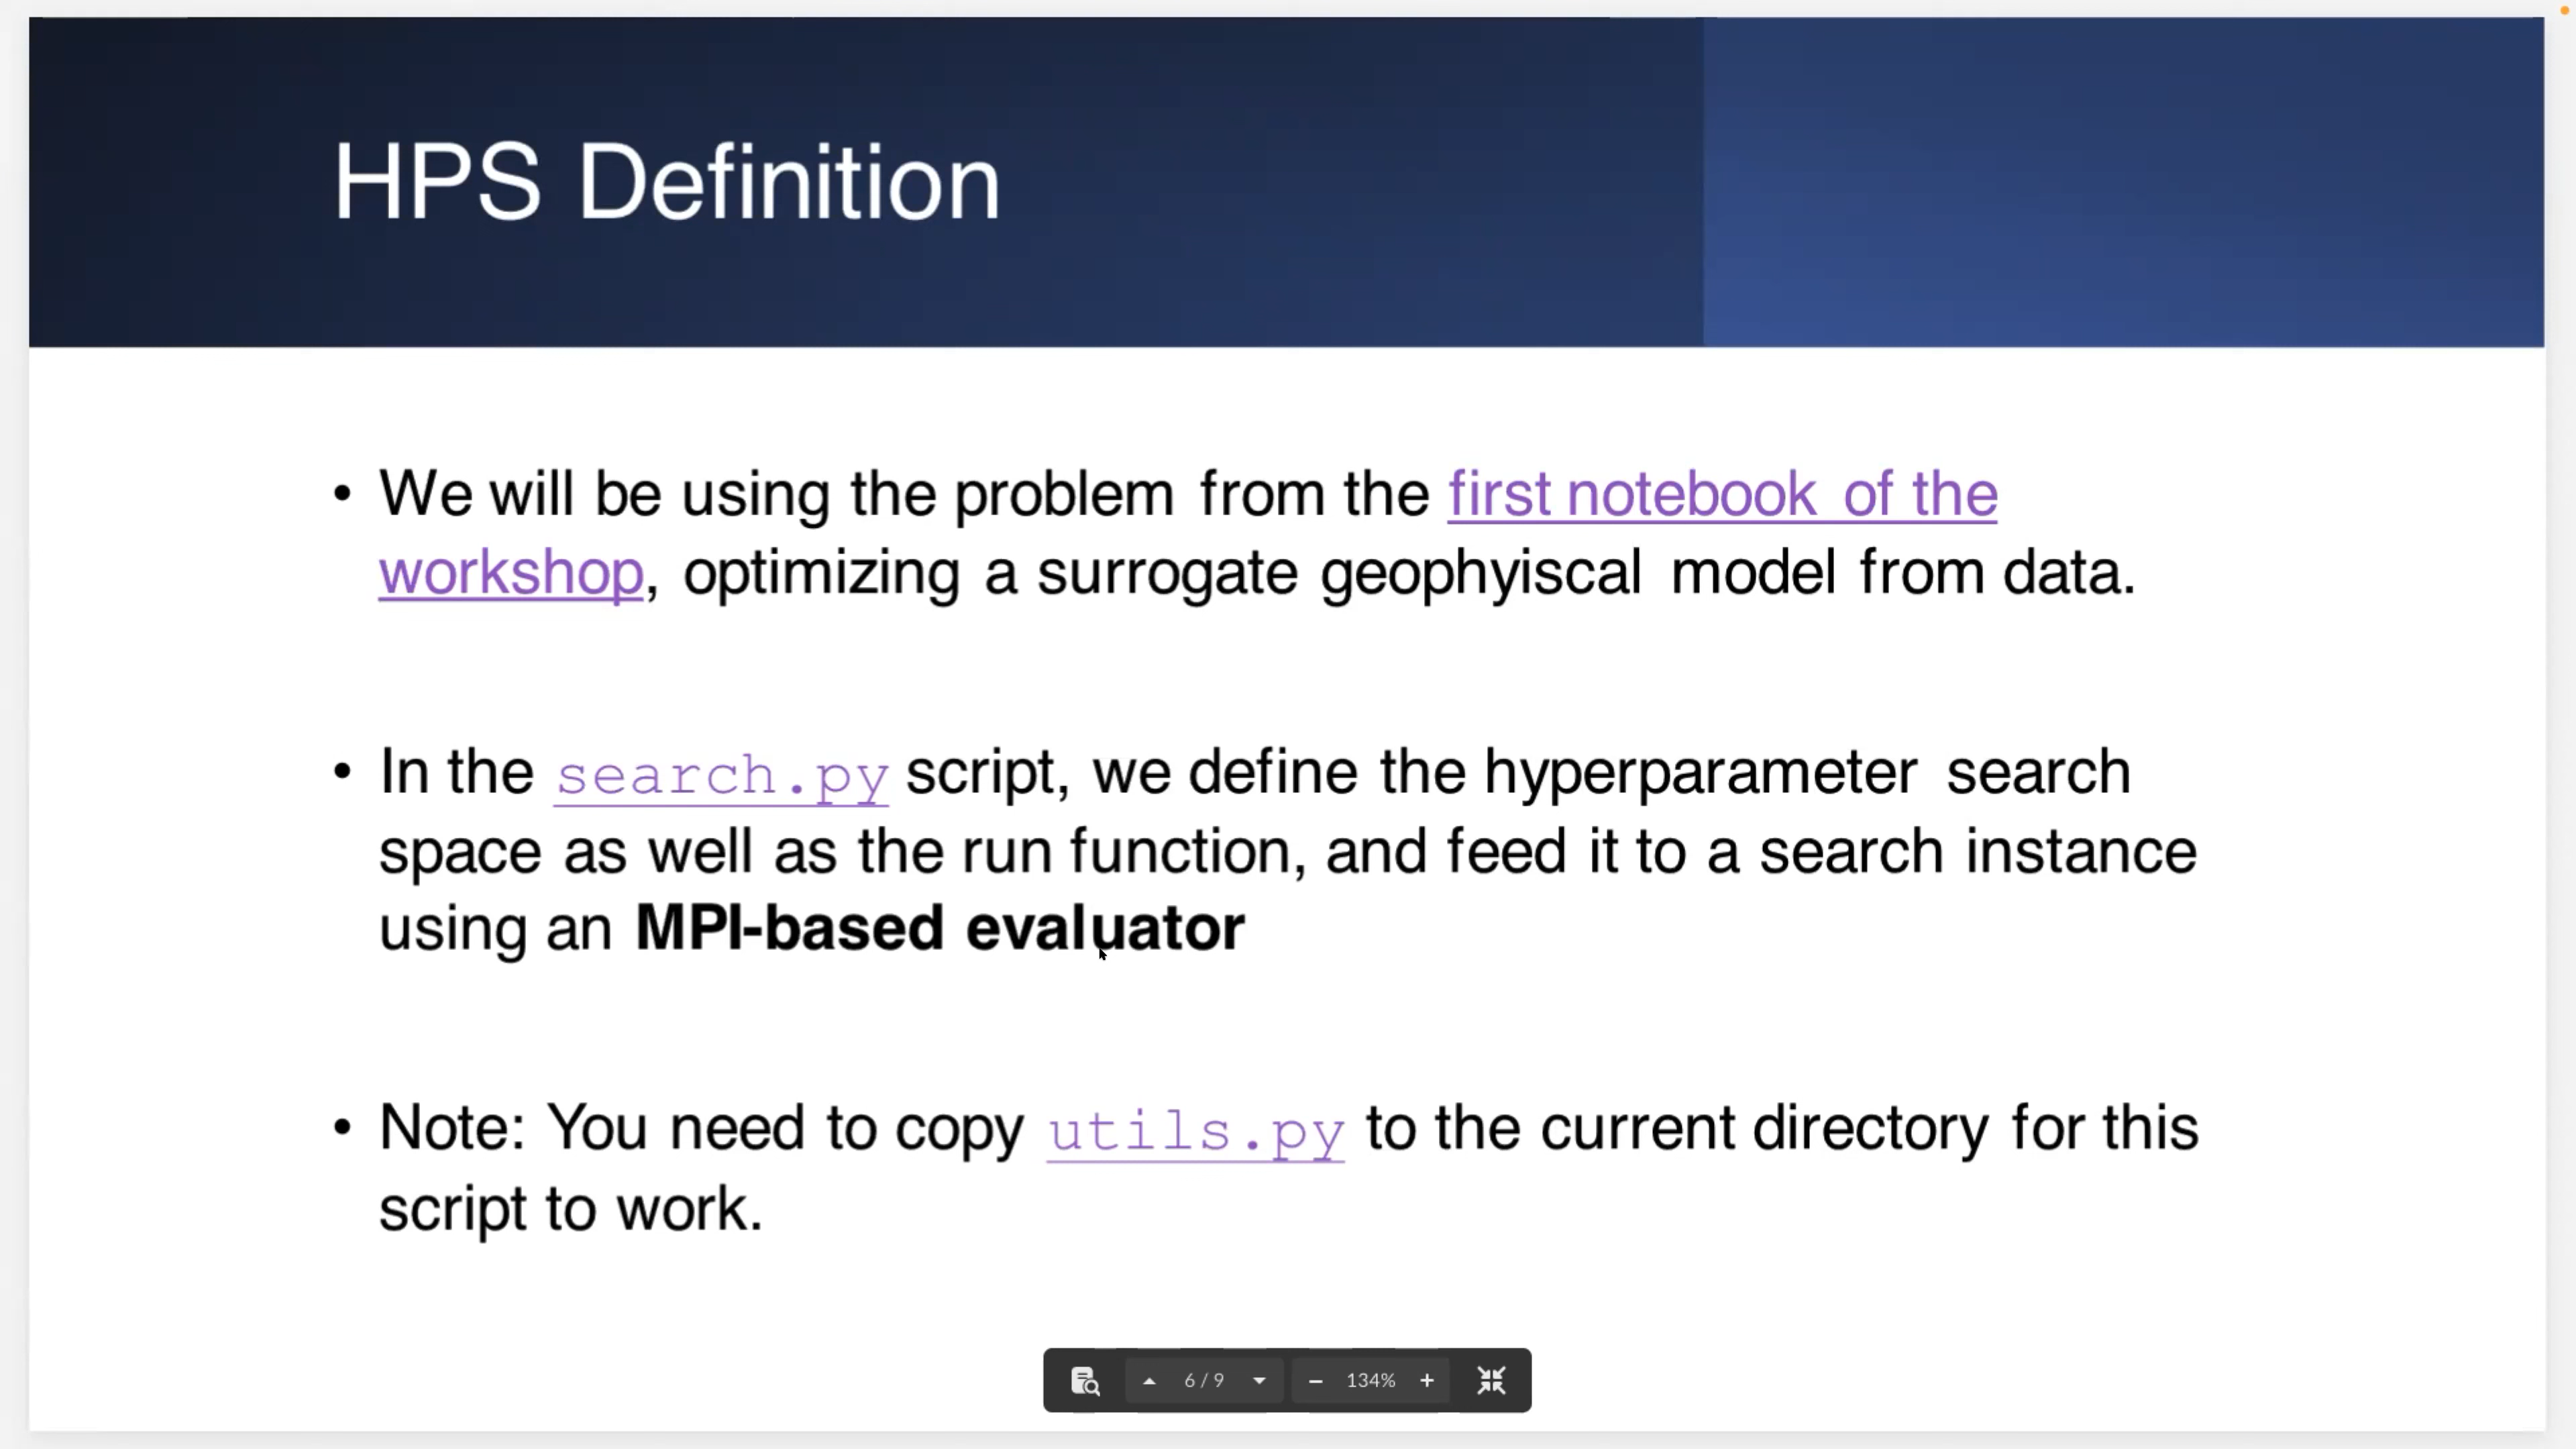 HPS Definition
• We will be using the problem from the first notebook of the
workshop, optimizing a surrogate geophyiscal model from data.
• In the search.py script, we define the hyperparameter search
space as well as the run function, and feed it to a search instance
using an MPI-based evaluator
• Note: You need to copy utils.py to the current directory for this
script to work.
6 / 9 − 134% +